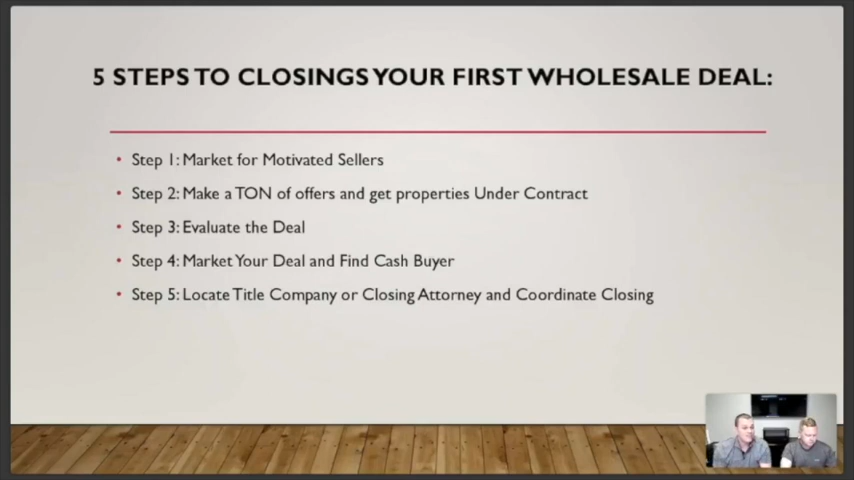 5 STEPS TO CLOSINGS YOUR FIRST WHOLESALE DEAL:
• Step 1: Market for Motivated Sellers
• Step 2: Make a TON of offers and get properties Under Contract
• Step 3: Evaluate the Deal
• Step 4: Market Your Deal and Find Cash Buyer
• Step 5: Locate Title Company or Closing Attorney and Coordinate Closing